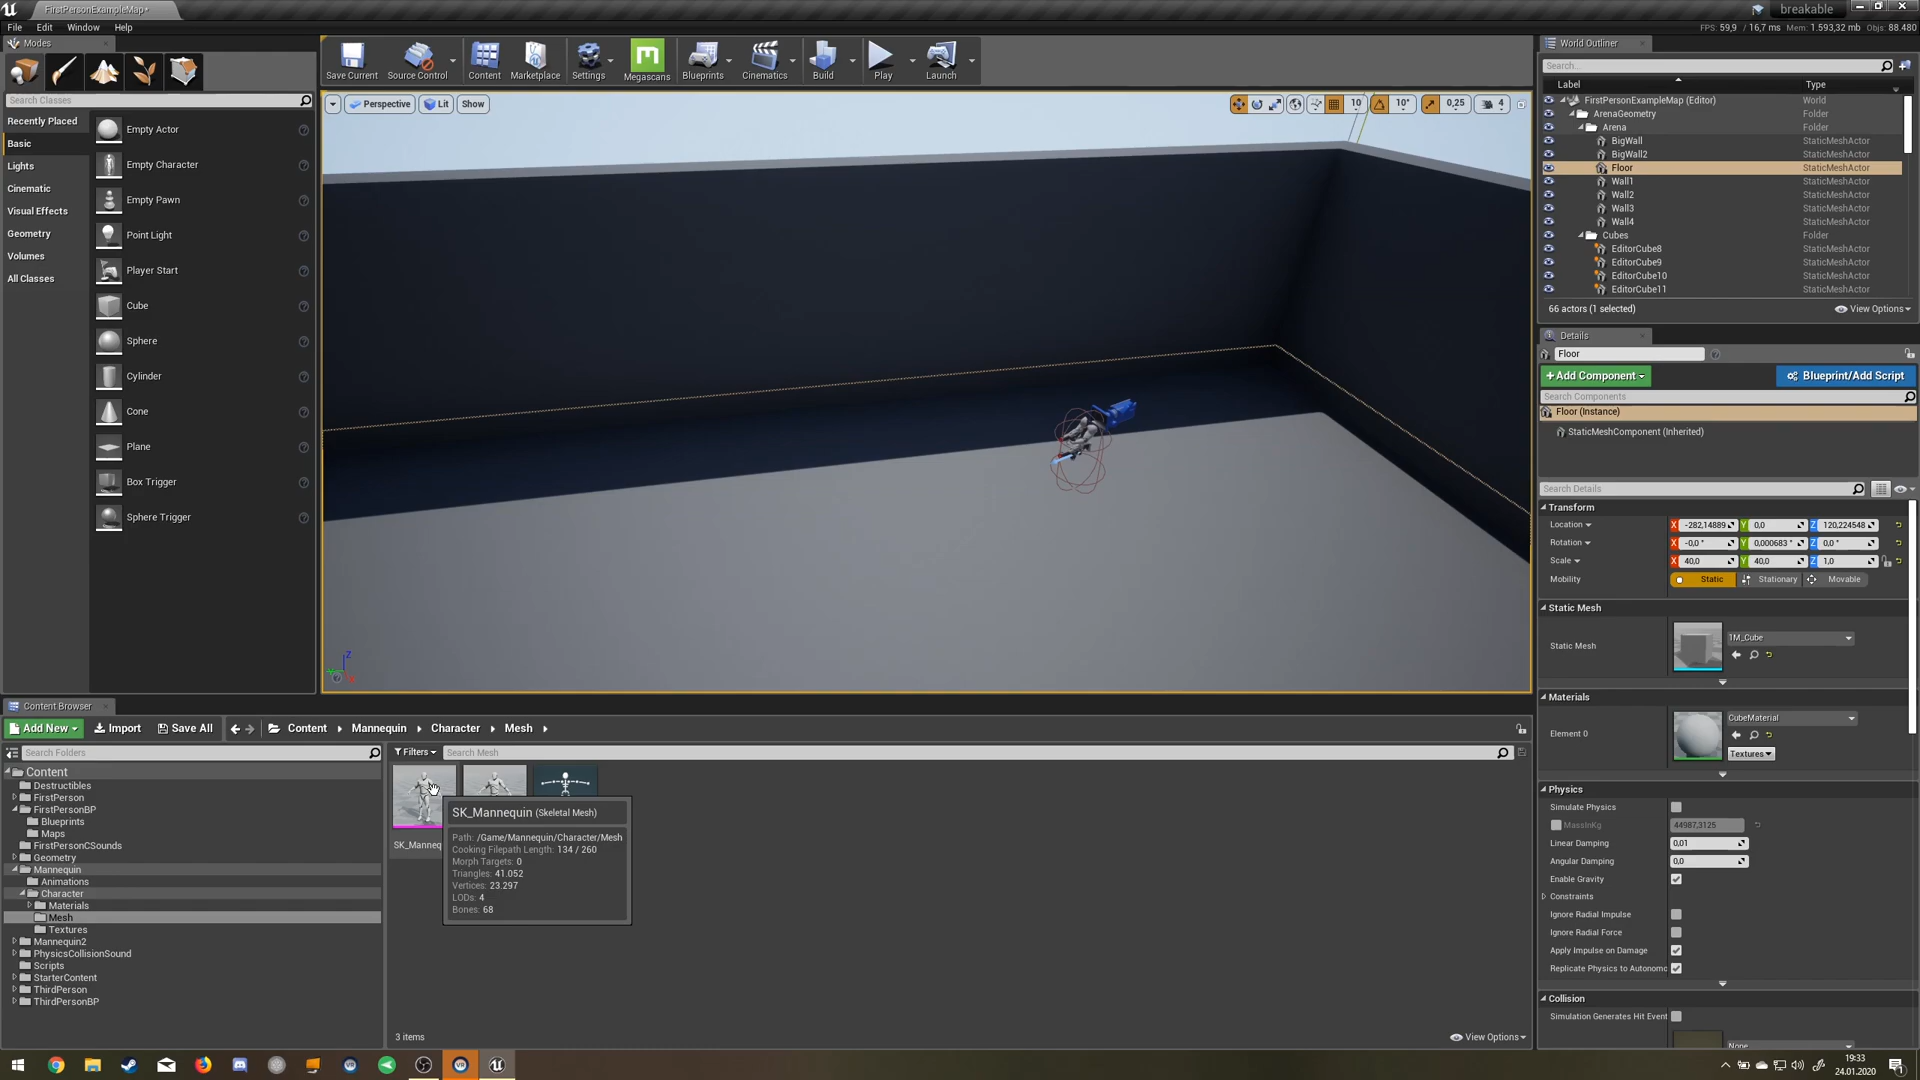 FirstPersonExampleMap*
breakable
File Edit Window Help
FPS: 59,9 / 16,7 ms Mem: 1.593,32 mb Objs: 88.480
Modes
Search Classes
Recently Placed
Basic
Lights
Cinematic
Visual Effects
Geometry
Volumes
All Classes
Empty Actor
Empty Character
Empty Pawn
Point Light
Player Start
Cube
Sphere
Cylinder
Cone
Plane
Box Trigger
Sphere Trigger
Save Current Source Control Content Marketplace Settings Megascans Blueprints Cinematics Build Play Launch
Perspective Lit Show
10 10° 0,25 4
World Outliner
Search...
Label Type
FirstPersonExampleMap (Editor) World
ArenaGeometry Folder
Arena Folder
BigWall StaticMeshActor
BigWall2 StaticMeshActor
Floor StaticMeshActor
Wall1 StaticMeshActor
Wall2 StaticMeshActor
Wall3 StaticMeshActor
Wall4 StaticMeshActor
Cubes Folder
EditorCube8 StaticMeshActor
EditorCube9 StaticMeshActor
EditorCube10 StaticMeshActor
EditorCube11 StaticMeshActor
66 actors (1 selected) View Options
Details
Floor
+Add Component Blueprint/Add Script
Search Components
Floor (Instance)
StaticMeshComponent (Inherited)
Search Details
Transform
Location X -282,14889 Y 0,0 Z 120,224548
Rotation X -0,0 ° Y 0,000683 ° Z 0,0 °
Scale X 40,0 Y 40,0 Z 1,0
Mobility Static Stationary Movable
Static Mesh
Static Mesh 1M_Cube
Materials
Element 0 CubeMaterial
Textures
Physics
Simulate Physics
MassInKg 44987,3125
Linear Damping 0,01
Angular Damping 0,0
Enable Gravity
Constraints
Ignore Radial Impulse
Ignore Radial Force
Apply Impulse on Damage
Replicate Physics to Autonomo
Collision
Simulation Generates Hit Event
None
Z
Content Browser
Add New Import Save All Content Mannequin Character Mesh
Search Folders
Filters Search Mesh
Content
Destructibles
FirstPerson
FirstPersonBP
Blueprints
Maps
FirstPersonCSounds
Geometry
Mannequin
Animations
Character
Materials
Mesh
Textures
Mannequin2
PhysicsCollisionSound
Scripts
StarterContent
ThirdPerson
ThirdPersonBP
SK_Manneq
SK_Mannequin (Skeletal Mesh)
Path: /Game/Mannequin/Character/Mesh
Cooking Filepath Length: 134 / 260
Morph Targets: 0
Triangles: 41.052
Vertices: 23.297
LODs: 4
Bones: 68
3 items View Options
19:33
24.01.2020